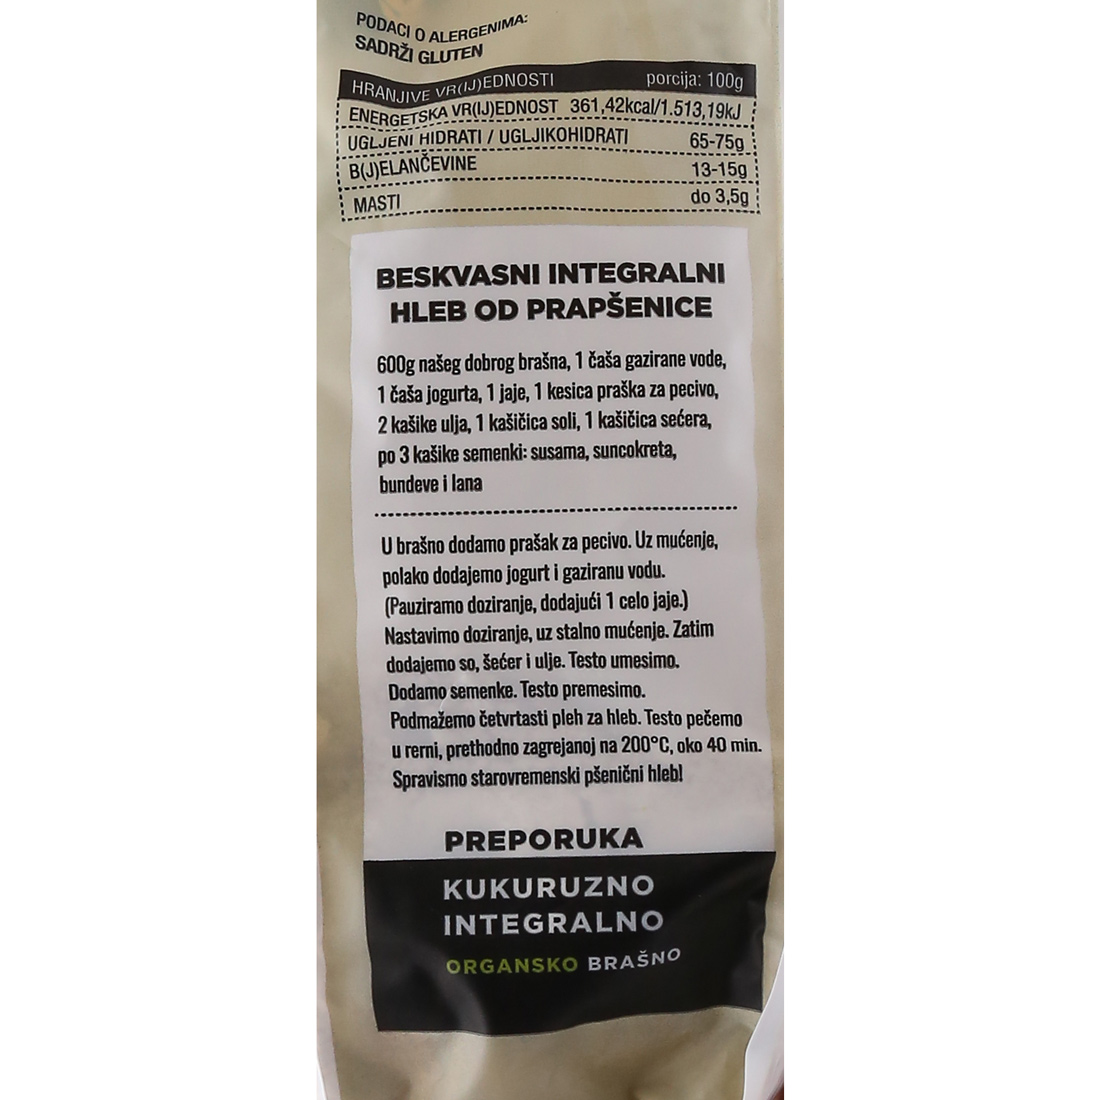 PODACI O ALERGENIMA:
SADRŽI GLUTEN
HRANJIVE VR(IJ)EDNOSTI porcija: 100g
ENERGETSKA VR(IJ)EDNOST 361,42kcal/1.513,19kJ
UGLJENI HIDRATI / UGLJIKOHIDRATI 65-75g
B(J)ELANČEVINE 13-15g
MASTI do 3,5g
BESKVASNI INTEGRALNI
HLEB OD PRAPŠENICE
600g našeg dobrog brašna, 1 čaša gazirane vode,
1 čaša jogurta, 1 jaje, 1 kesica praška za pecivo,
2 kašike ulja, 1 kašičica soli, 1 kašičica sećera,
po 3 kašike semenki: susama, suncokreta,
bundeve i lana
U brašno dodamo prašak za pecivo. Uz mućenje,
polako dodajemo jogurt i gaziranu vodu.
(Pauziramo doziranje, dodajući 1 celo jaje.)
Nastavimo doziranje, uz stalno mućenje. Zatim
dodajemo so, šećer i ulje. Testo umesimo.
Dodamo semenke. Testo premesimo.
Podmažemo četvrtasti pleh za hleb. Testo pečemo
u rerni, prethodno zagrejanoj na 200°C, oko 40 min.
Spravismo starovremenski pšenični hleb!
PREPORUKA
KUKURUZNO
INTEGRALNO
ORGANSKO BRAŠNO